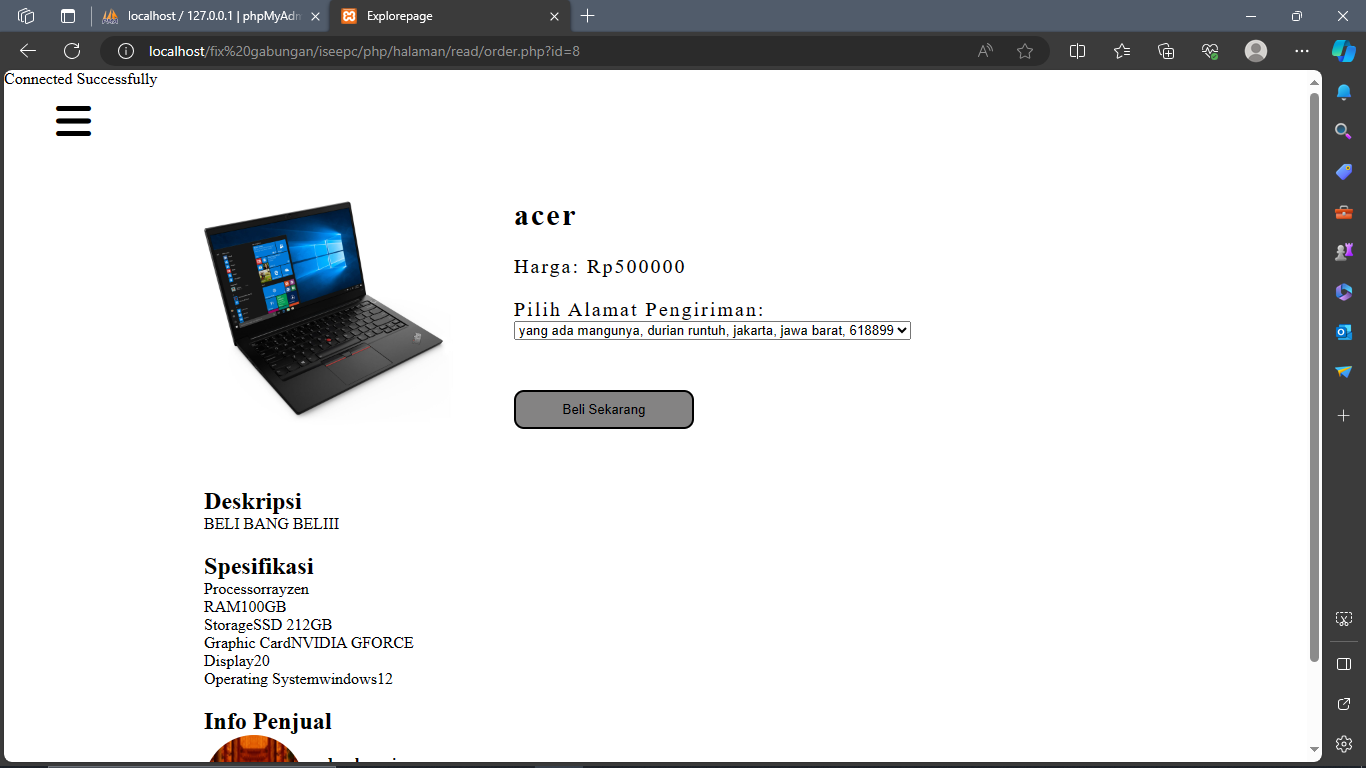 localhost / 127.0.0.1 | phpMyAdm
Explorepage
localhost/fix%20gabungan/iseepc/php/halaman/read/order.php?id=8
Connected Successfully
acer
Harga: Rp500000
Pilih Alamat Pengiriman:
yang ada mangunya, durian runtuh, jakarta, jawa barat, 618899
Beli Sekarang
Deskripsi
BELI BANG BELIII
Spesifikasi
Processorrayzen
RAM100GB
StorageSSD 212GB
Graphic CardNVIDIA GFORCE
Display20
Operating Systemwindows12
Info Penjual